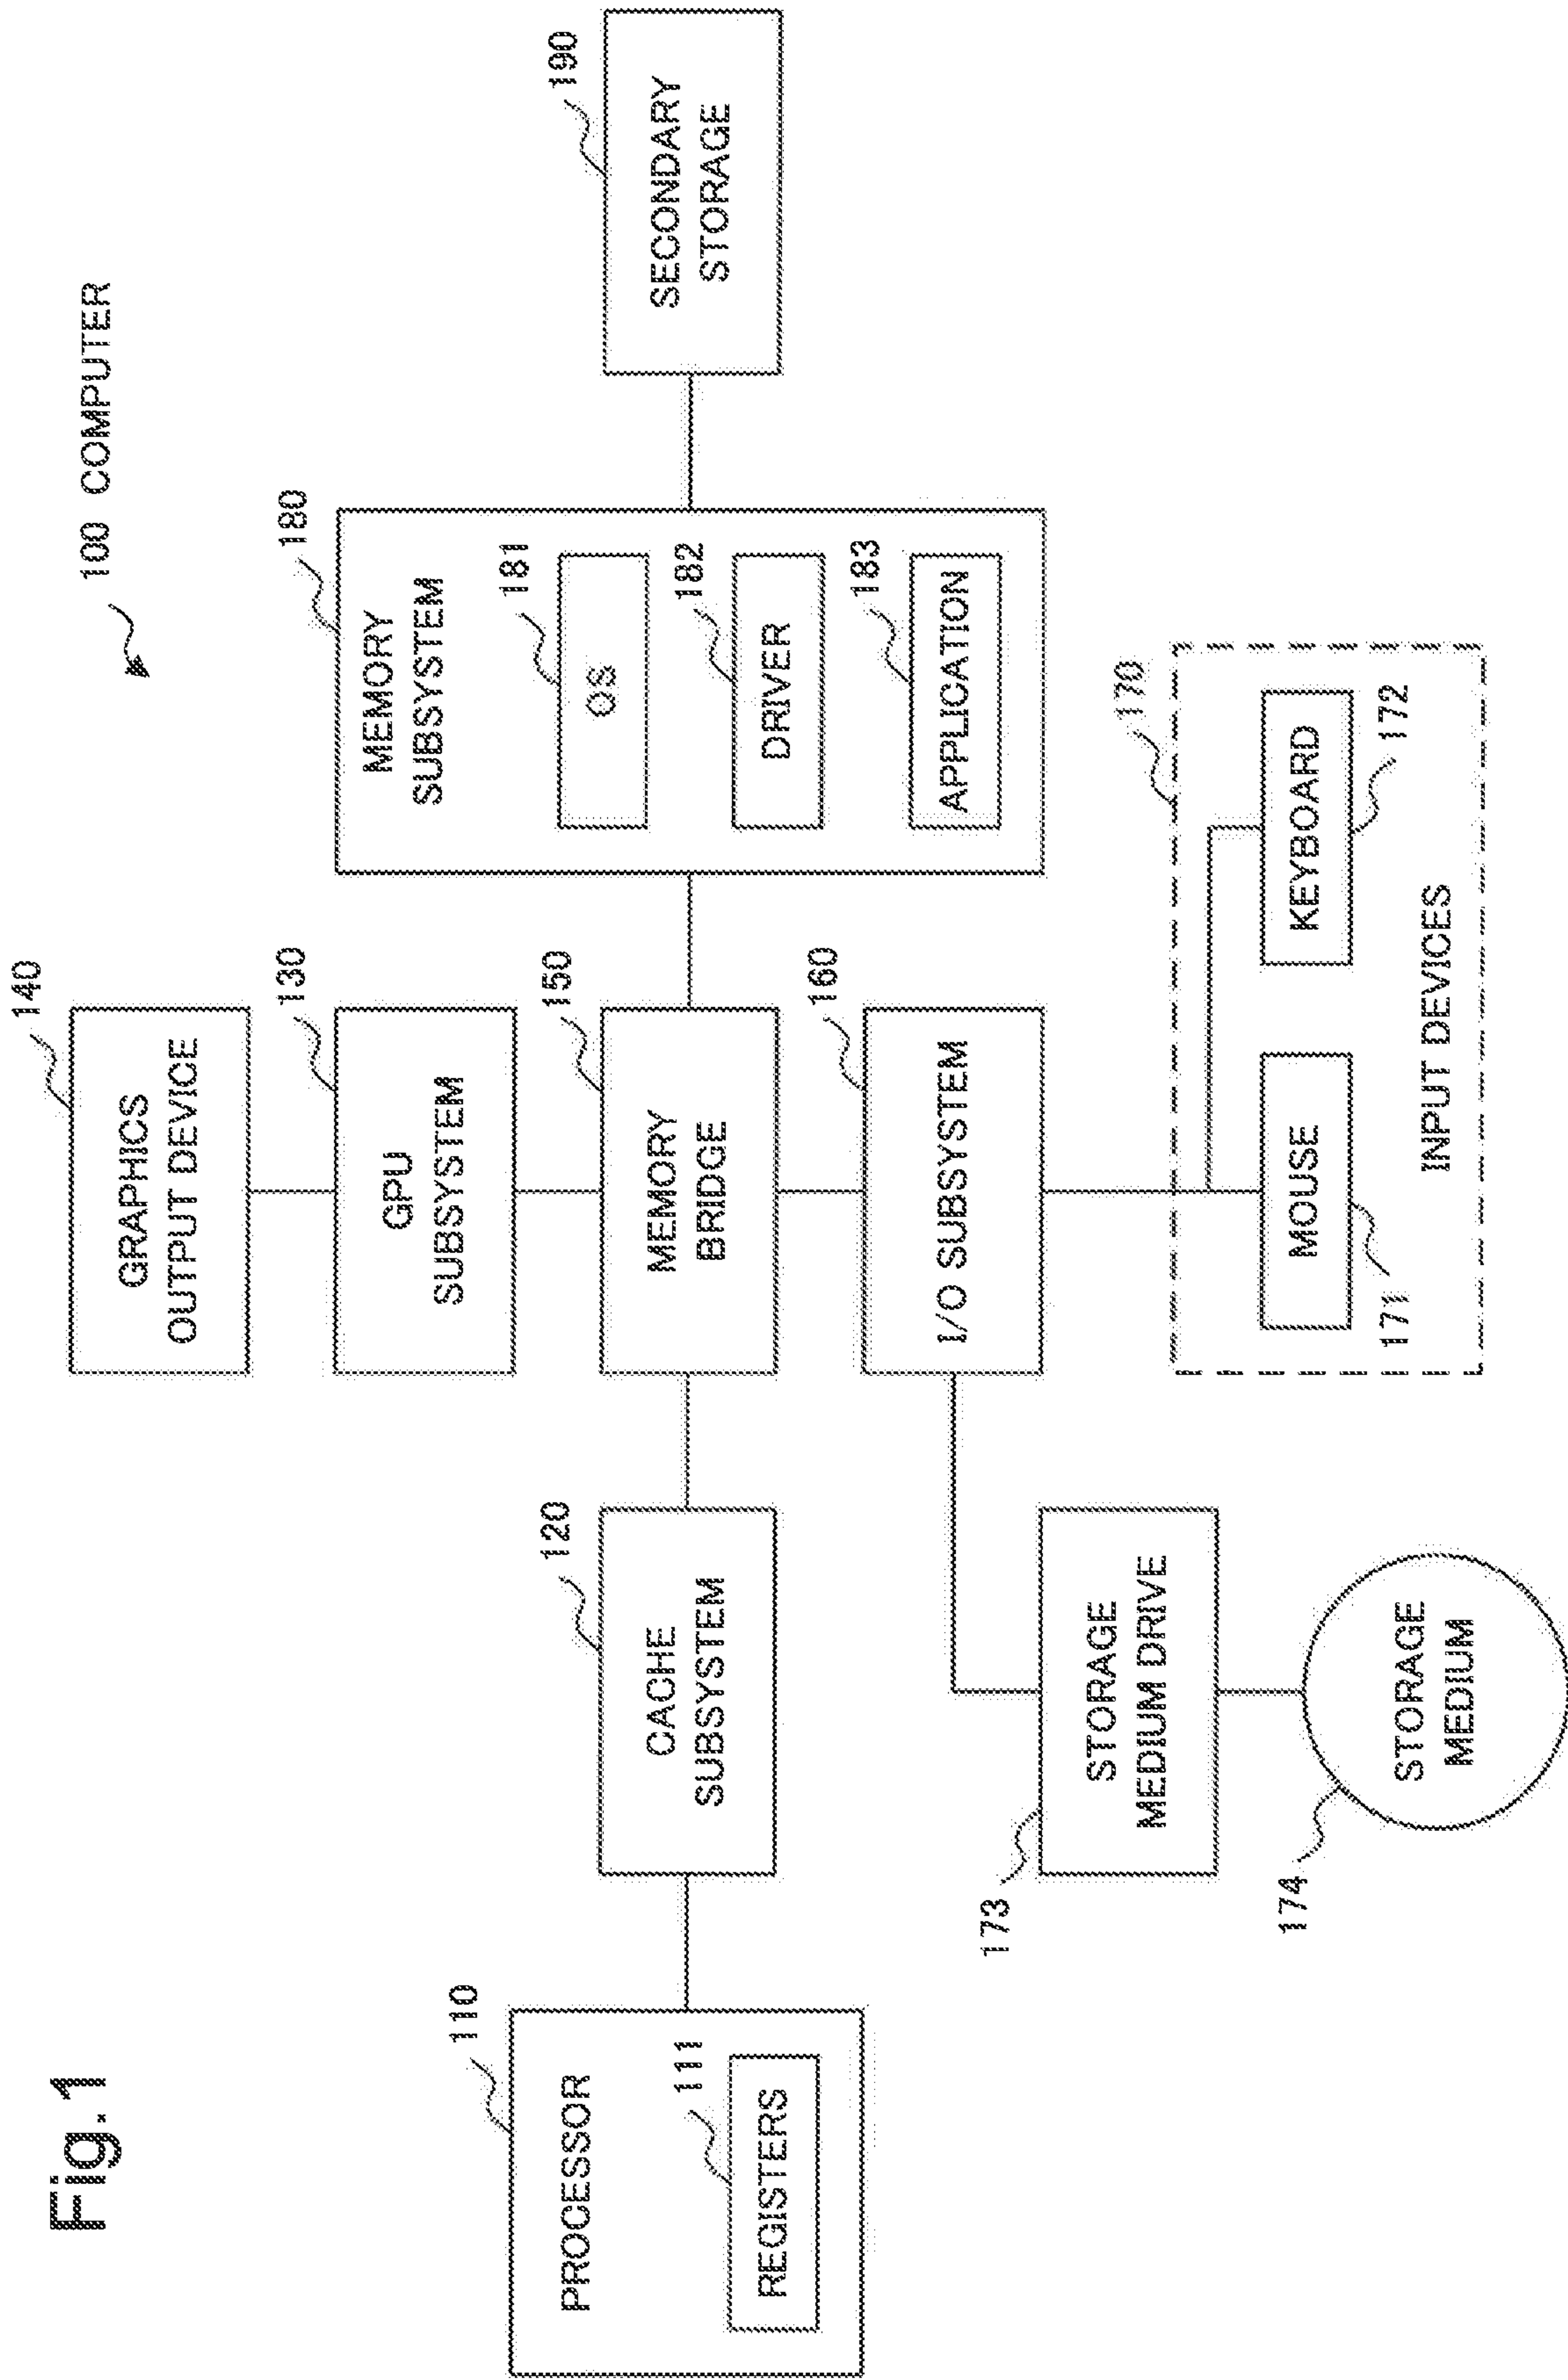 Fig.1
100 COMPUTER
140
GRAPHICS
OUTPUT DEVICE
130
GPU
SUBSYSTEM
180
MEMORY
SUBSYSTEM
181
OS
182
DRIVER
183
APPLICATION
110
PROCESSOR
111
REGISTERS
120
CACHE
SUBSYSTEM
150
MEMORY
BRIDGE
190
SECONDARY
STORAGE
160
I/O SUBSYSTEM
173
STORAGE
MEDIUM DRIVE
174
STORAGE
MEDIUM
170
MOUSE
171
KEYBOARD
172
INPUT DEVICES